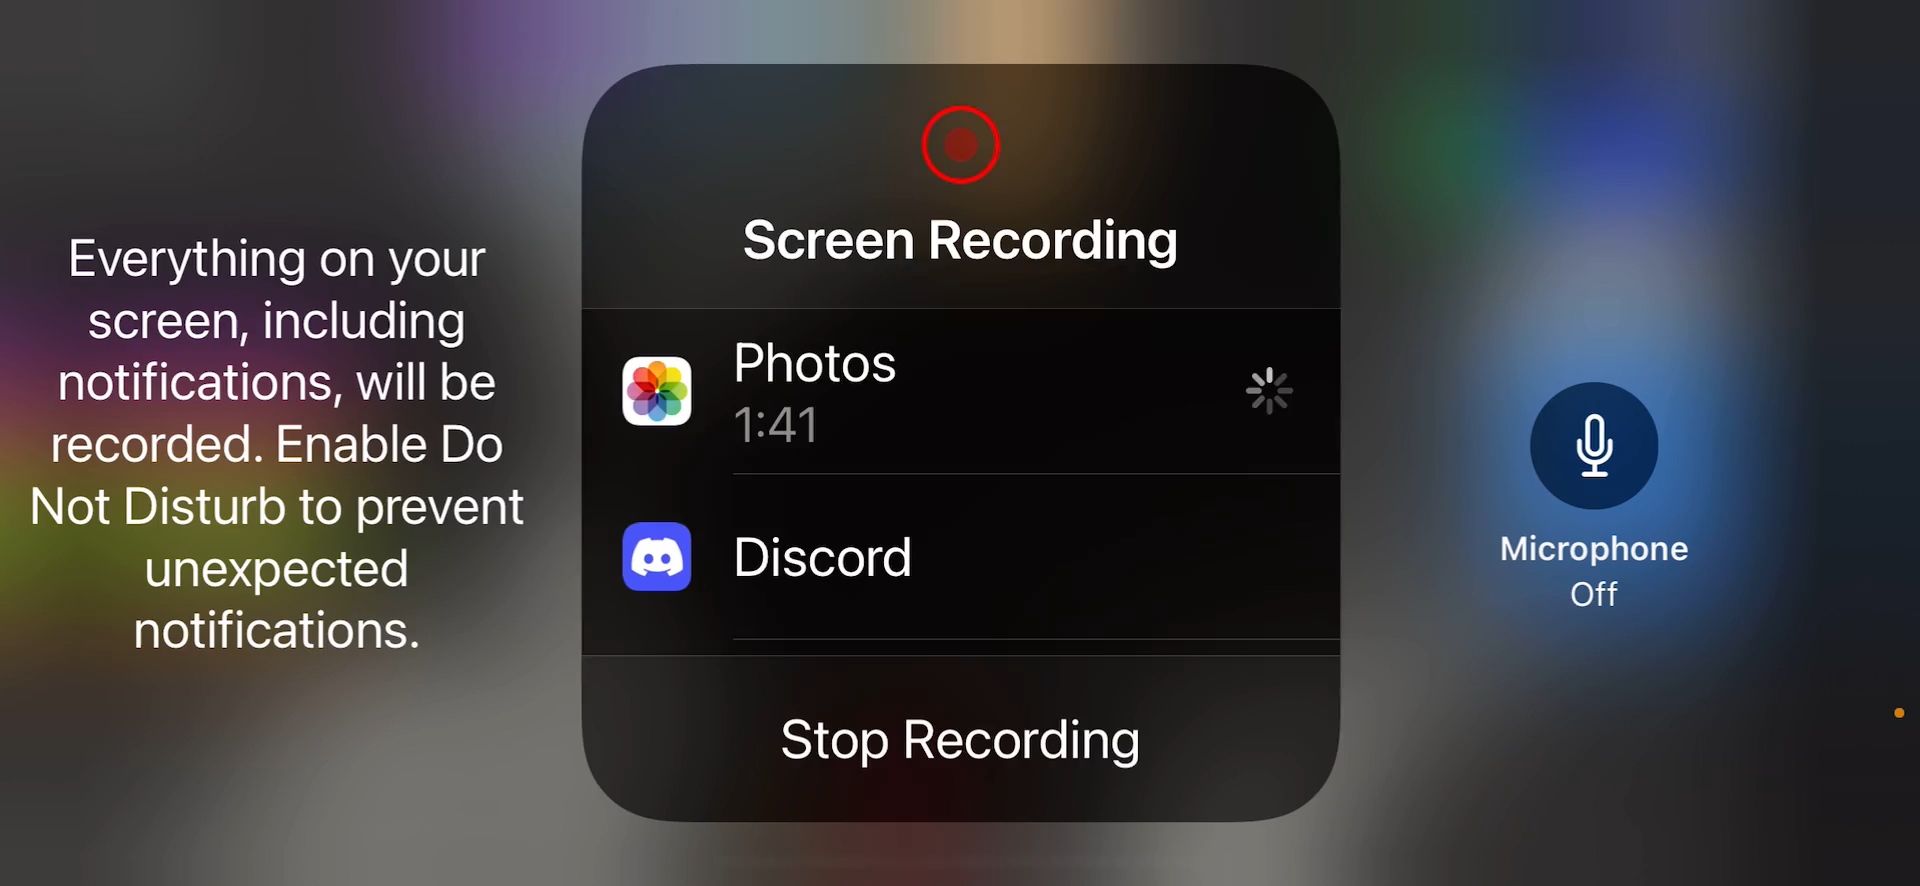 Everything on your
screen, including
notifications, will be
recorded. Enable Do
Not Disturb to prevent
unexpected
notifications.
Screen Recording
Photos
1:41
Discord
Stop Recording
Microphone
Off